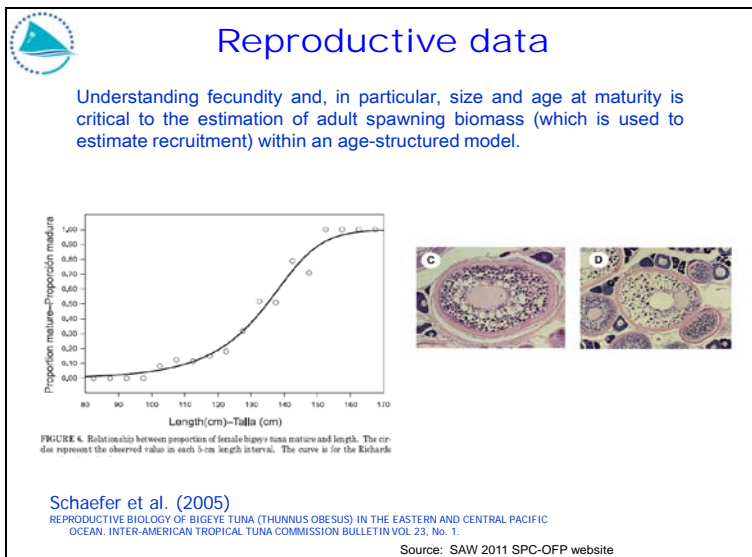 Reproductive data
Understanding fecundity and, in particular, size and age at maturity is
critical to the estimation of adult spawning biomass (which is used to
estimate recruitment) within an age-structured model.
Proportion mature–Proporción madura
1,00
0,90
0,80
0,70
0,60
0,50
0,40
0,30
0,20
0,10
0,00
80 90 100 110 120 130 140 150 160 170
Length(cm)–Talla (cm)
FIGURE 6. Relationship between proportion of female bigeye tuna mature and length. The cir-
cles represent the observed value in each 5-cm length interval. The curve is for the Richards
C
D
Schaefer et al. (2005)
REPRODUCTIVE BIOLOGY OF BIGEYE TUNA (THUNNUS OBESUS) IN THE EASTERN AND CENTRAL PACIFIC
OCEAN. INTER-AMERICAN TROPICAL TUNA COMMISSION BULLETIN VOL 23, No. 1.
Source: SAW 2011 SPC-OFP website